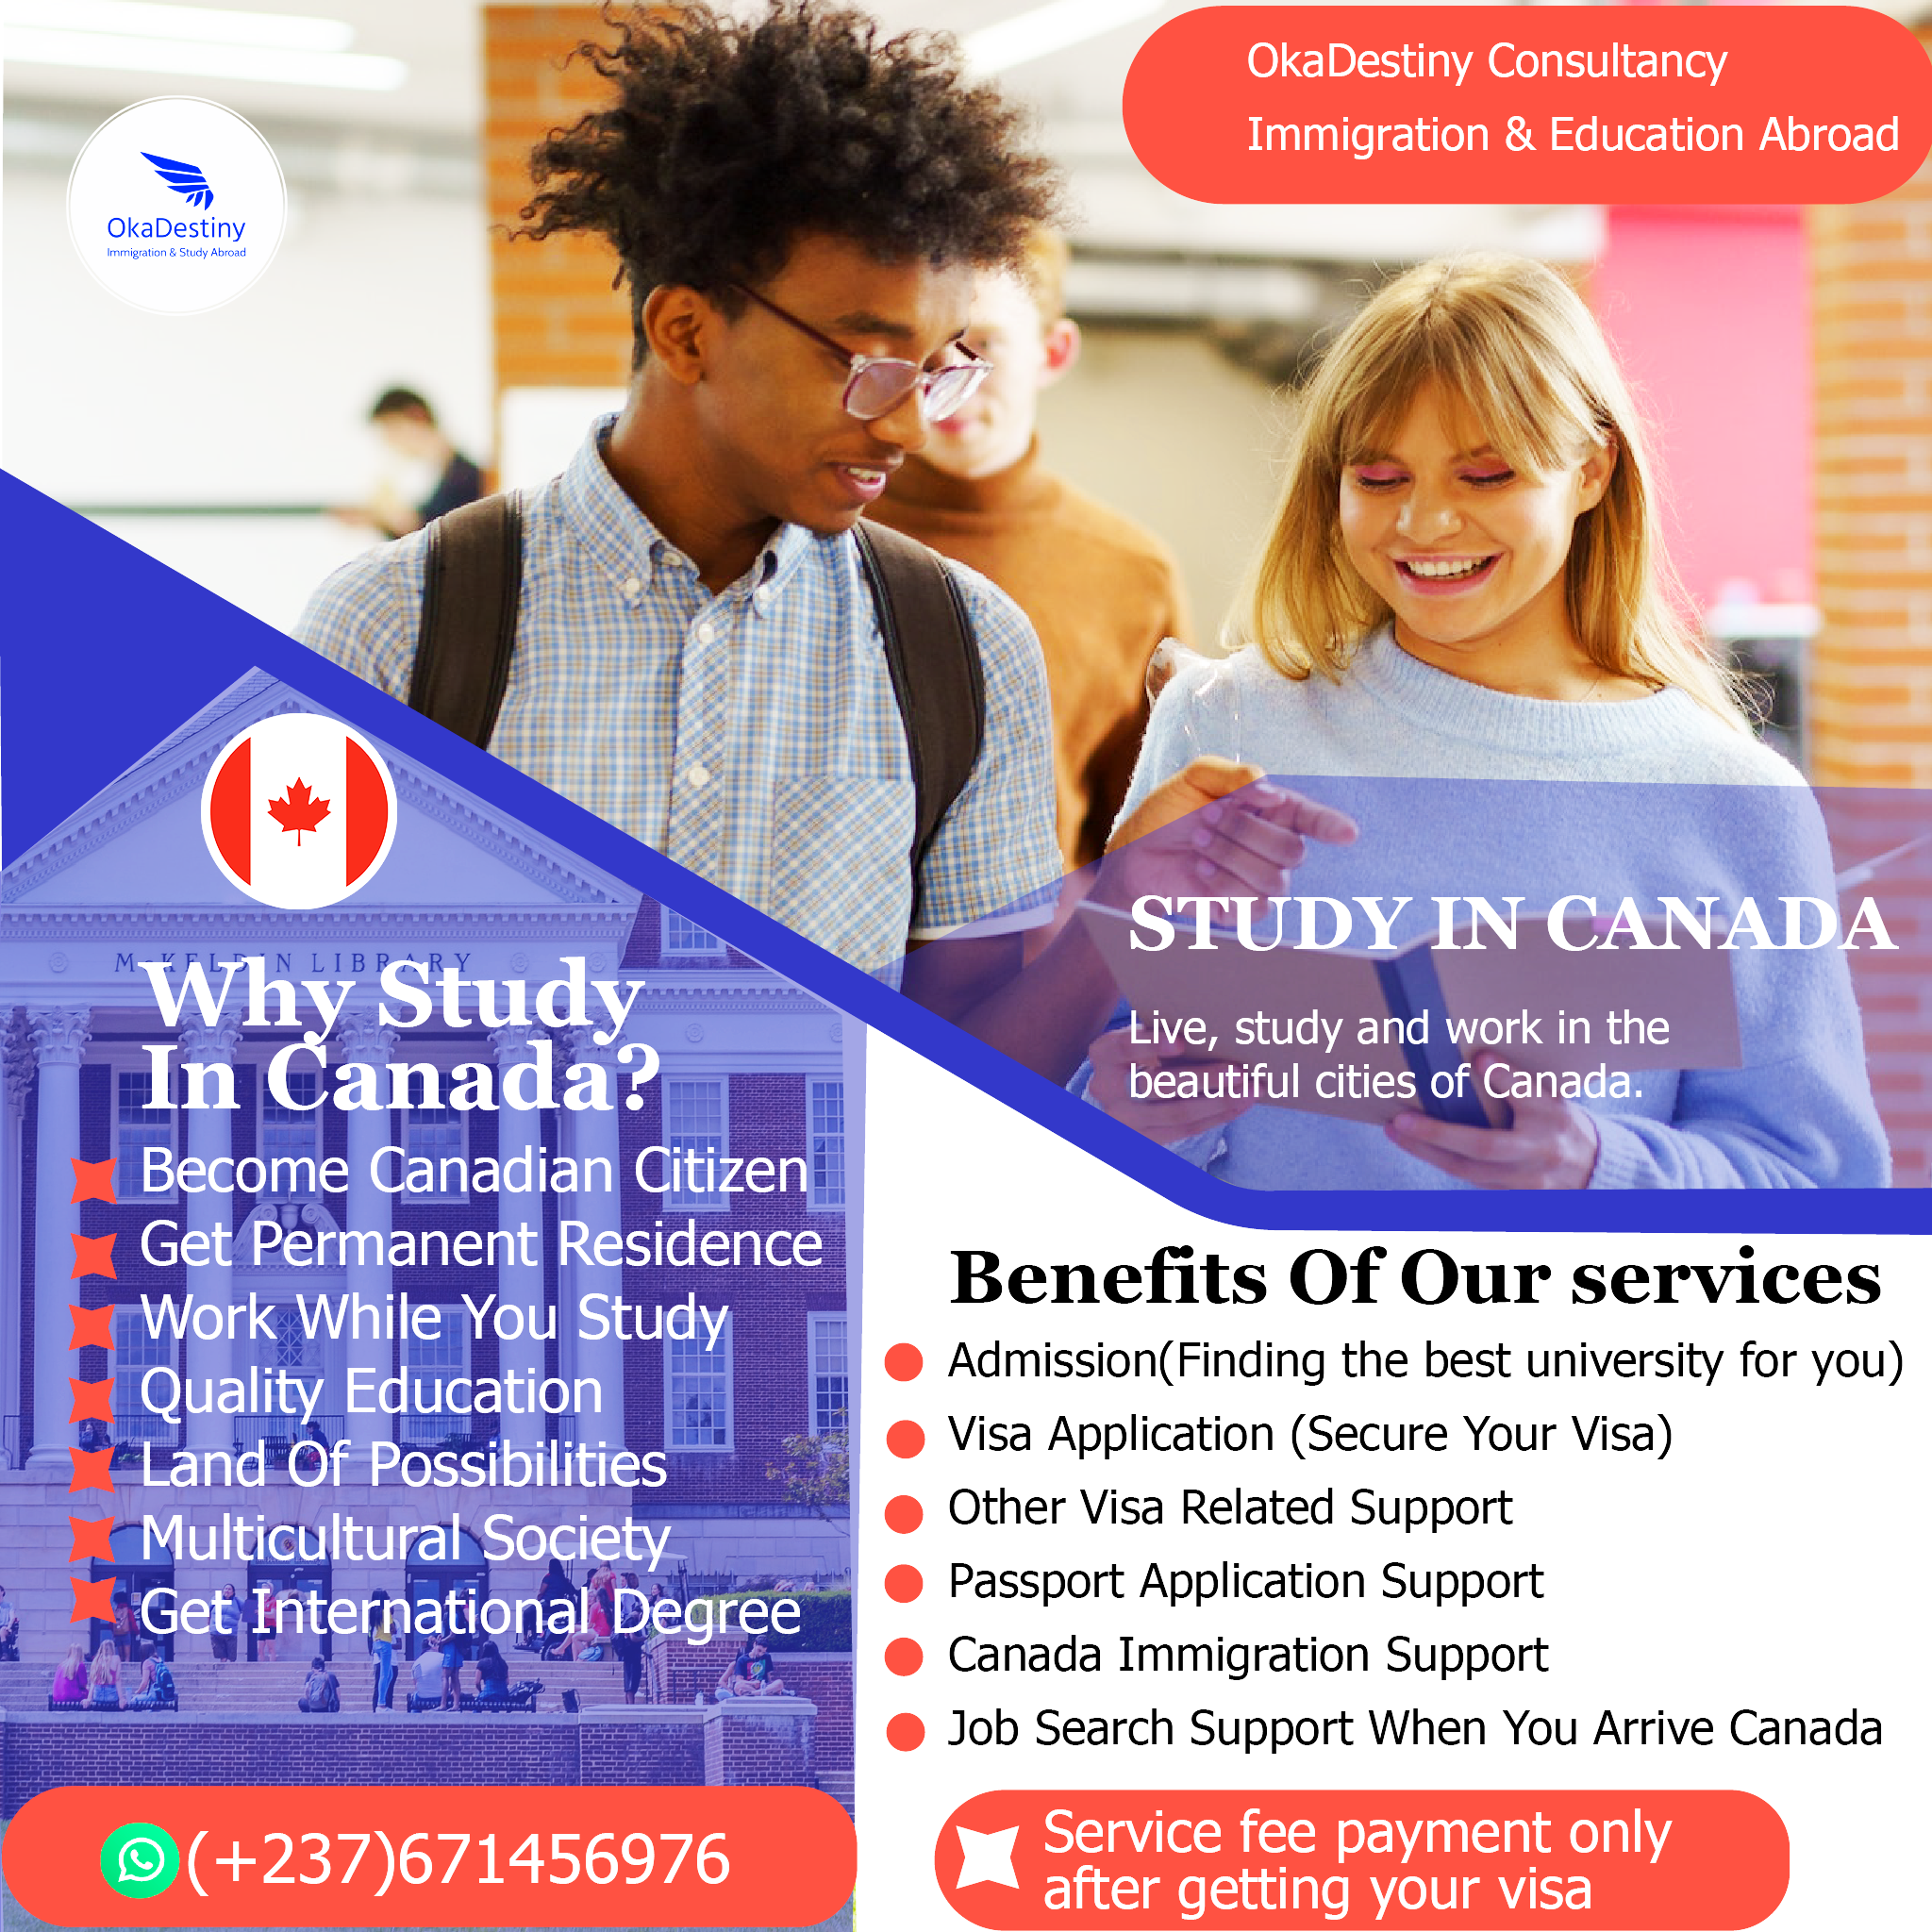 OkaDestiny Consultancy
Immigration & Education Abroad
OkaDestiny
Immigration & Study Abroad
STUDY IN CANADA
Live, study and work in the
beautiful cities of Canada.
McKELDIN LIBRARY
Why Study
In Canada?
Become Canadian Citizen
Get Permanent Residence
Work While You Study
Quality Education
Land Of Possibilities
Multicultural Society
Get International Degree
(+237)671456976
Benefits Of Our services
Admission(Finding the best university for you)
Visa Application (Secure Your Visa)
Other Visa Related Support
Passport Application Support
Canada Immigration Support
Job Search Support When You Arrive Canada
Service fee payment only
after getting your visa